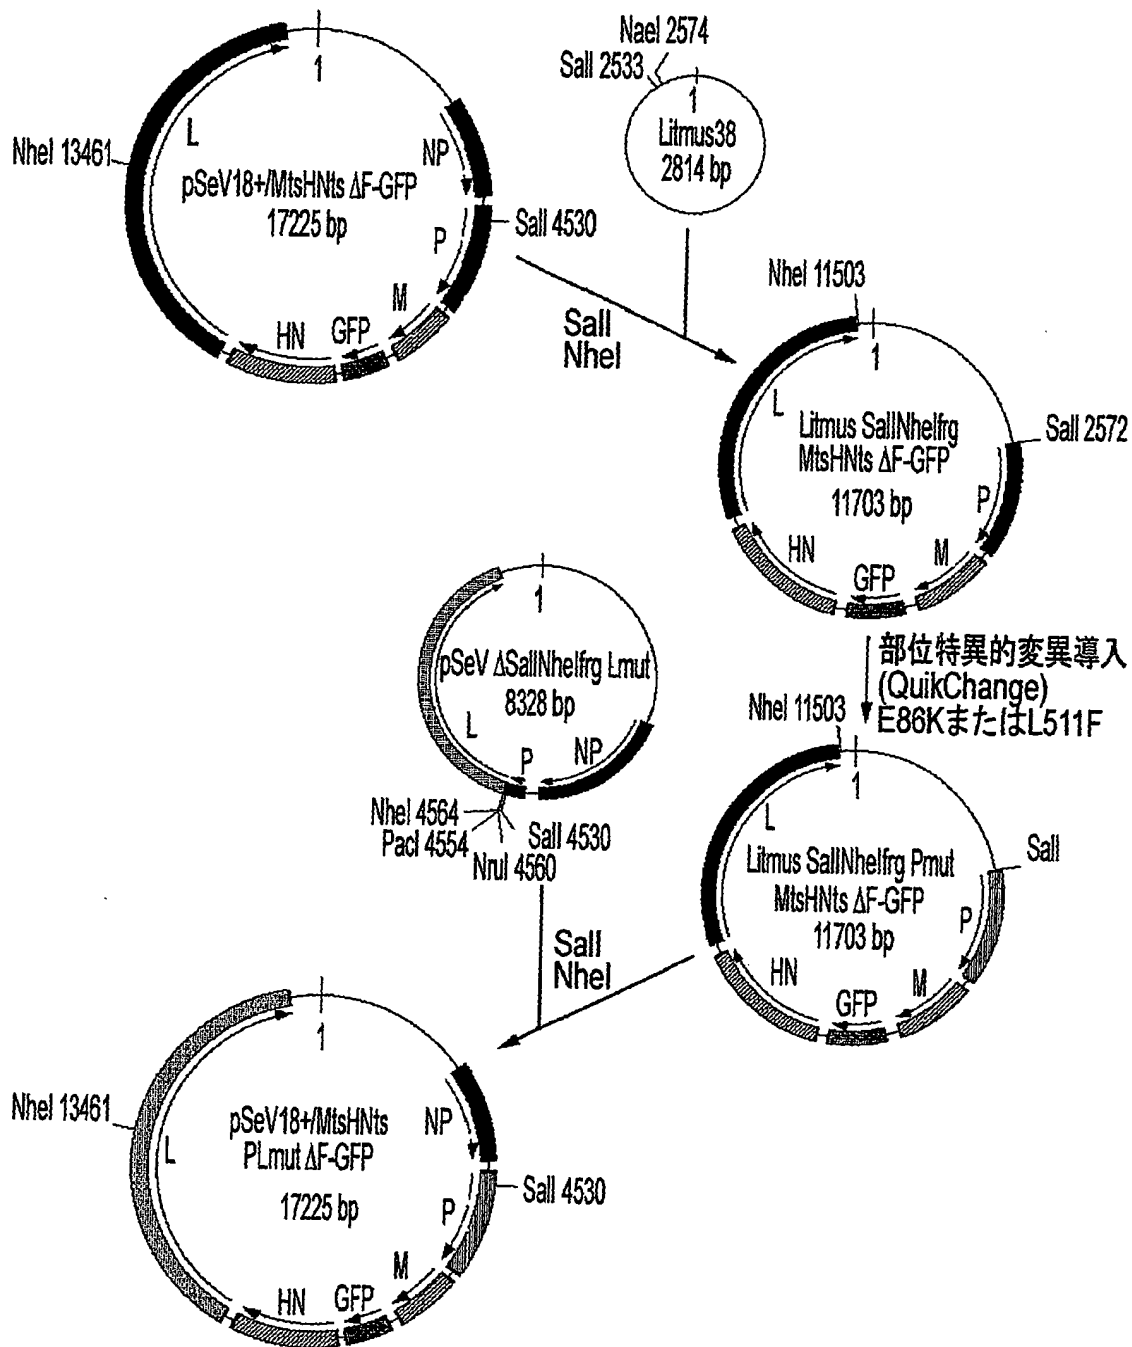 1
L
NP
NheI 13461
pSeV18+/MtsHNts ΔF-GFP
17225 bp
SalI 4530
P
M
GFP
HN
NaeI 2574
SalI 2533
1
Litmus38
2814 bp
SalI
NheI
NheI 11503
1
L
Litmus SalINheIfrg
MtsHNts ΔF-GFP
11703 bp
SalI 2572
P
M
GFP
HN
部位特異的変異導入
(QuikChange)
E86KまたはL511F
1
pSeV ΔSalINheIfrg Lmut
8328 bp
L
P
NP
NheI 4564
PacI 4554
NruI 4560
SalI 4530
NheI 11503
1
L
Litmus SalINheIfrg Pmut
MtsHNts ΔF-GFP
11703 bp
SalI
P
M
GFP
HN
SalI
NheI
1
NheI 13461
L
pSeV18+/MtsHNts
PLmut ΔF-GFP
17225 bp
NP
SalI 4530
P
M
GFP
HN